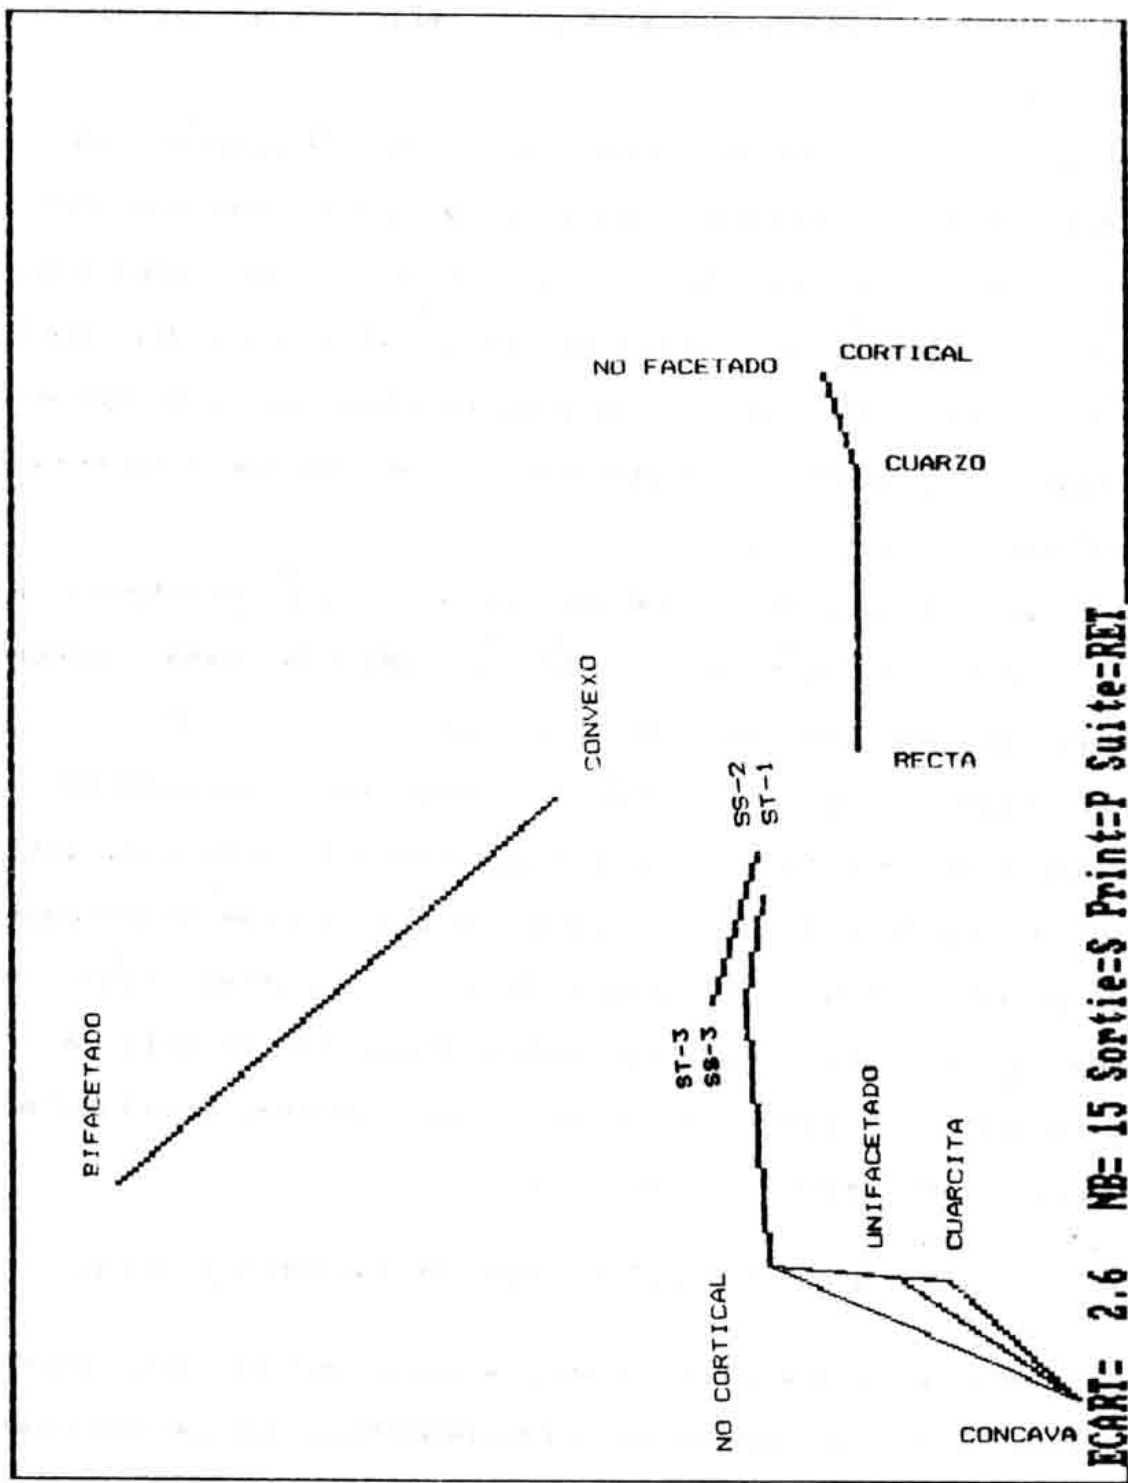 NO FACETADO
CORTICAL
CUARZO
RECTA
CONVEXO
BIFACETADO
SS-2
ST-1
ST-3
SS-3
UNIFACETADO
CUARCITA
NO CORTICAL
CONCAVA
ECART= 2.6 NB= 15 Sortie=S Print=P Suite=RET